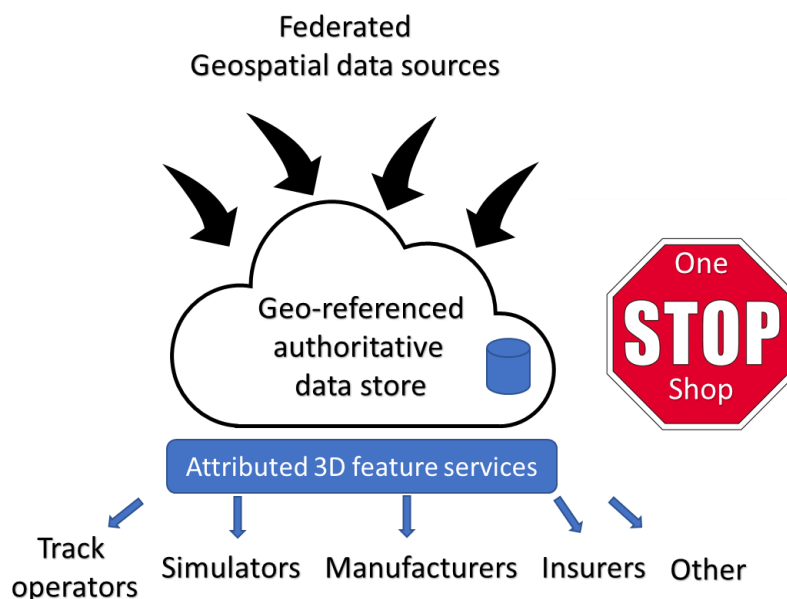 Federated
Geospatial data sources
Geo-referenced
authoritative
data store
One
STOP
Shop
Attributed 3D feature services
Track
operators
Simulators
Manufacturers
Insurers
Other